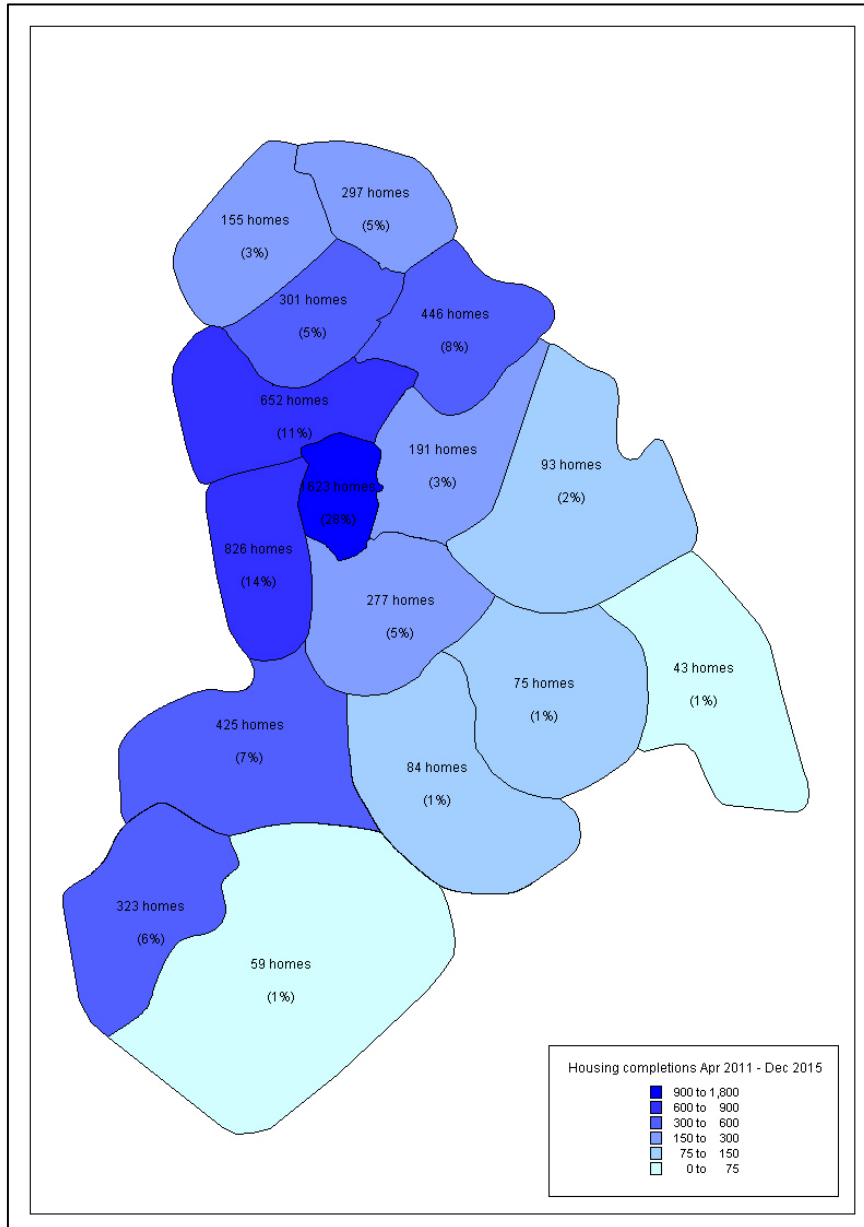 297 homes
(5%)
155 homes
(3%)
301 homes
(5%)
446 homes
(8%)
652 homes
(11%)
191 homes
(3%)
93 homes
(2%)
623 homes
(28%)
826 homes
(14%)
277 homes
(5%)
75 homes
(1%)
43 homes
(1%)
425 homes
(7%)
84 homes
(1%)
323 homes
(6%)
59 homes
(1%)
Housing completions Apr 2011 - Dec 2015
900 to 1,800
600 to 900
300 to 600
150 to 300
75 to 150
0 to 75